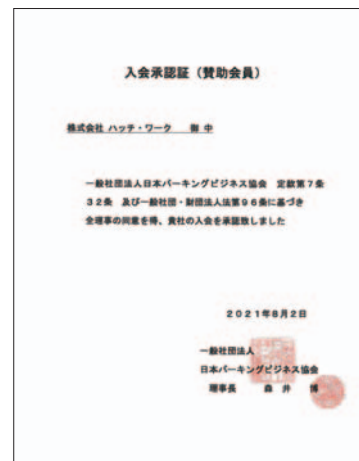 入会承認証（賛助会員）
株式会社 ハッチ・ワーク 御中
一般社団法人日本パーキングビジネス協会 定款第7条
32条 及び一般社団・財団法人法第96条に基づき
全理事の同意を得、貴社の入会を承認致しました
2021年8月2日
一般社団法人
日本パーキングビジネス協会
理事長 森井 博